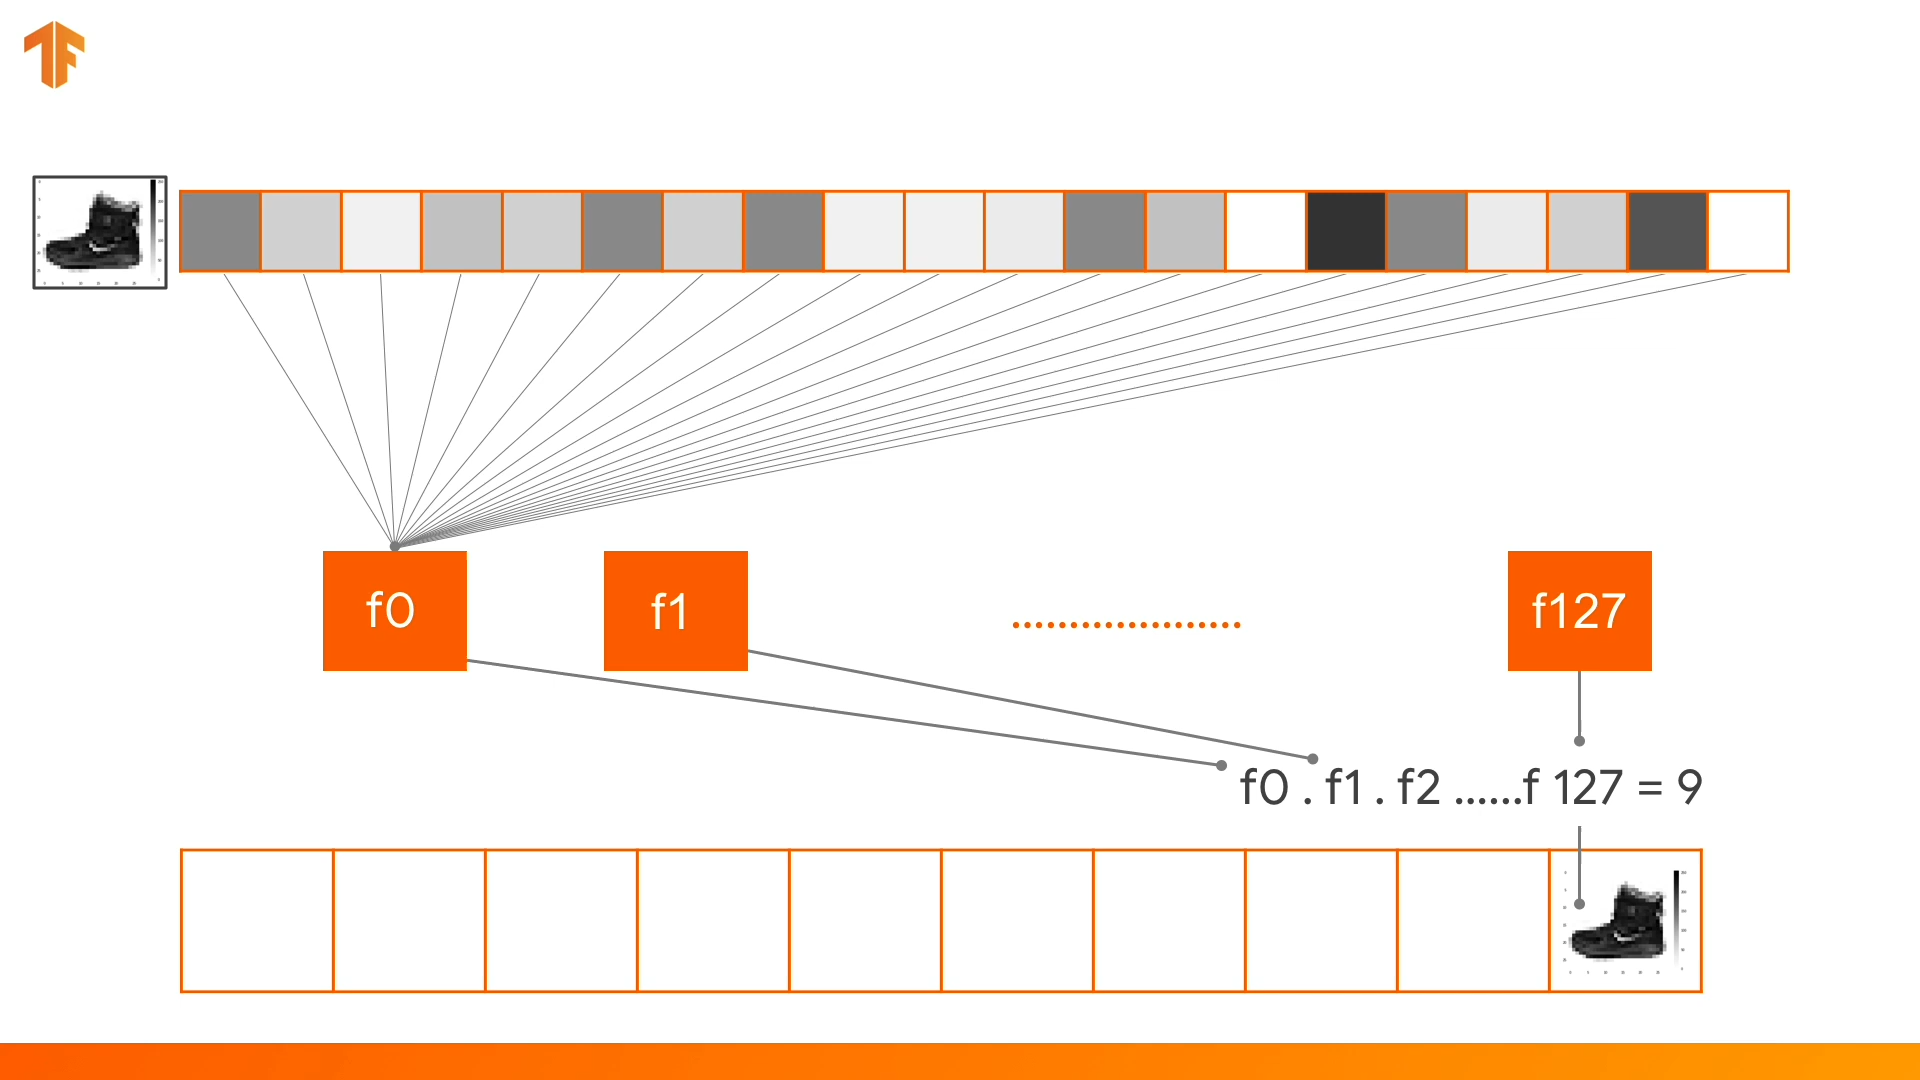 f0
f1
f127
f0 . f1 . f2 ......f 127 = 9